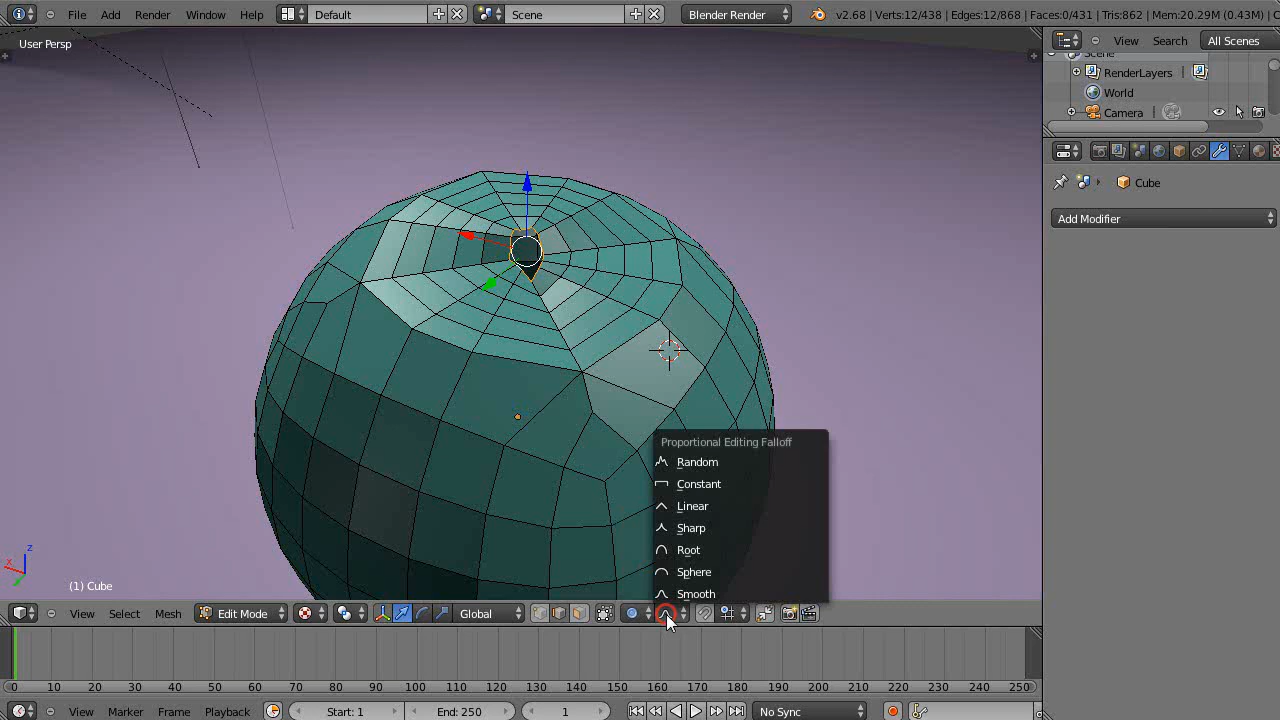 File Add Render Window Help Default Scene Blender Render v2.68 | Verts:12/438 | Edges:12/868 | Faces:0/431 | Tris:862 | Mem:20.29M (0.43M) | C
User Persp
View Search All Scenes
Scene
RenderLayers |
World
Camera |
Cube
Add Modifier
Proportional Editing Falloff
Random
Constant
Linear
Sharp
Root
Sphere
Smooth
z
x
(1) Cube
View Select Mesh Edit Mode Global
0 10 20 30 40 50 60 70 80 90 100 110 120 130 140 150 160 170 180 190 200 210 220 230 240 250
View Marker Frame Playback Start: 1 End: 250 1 No Sync